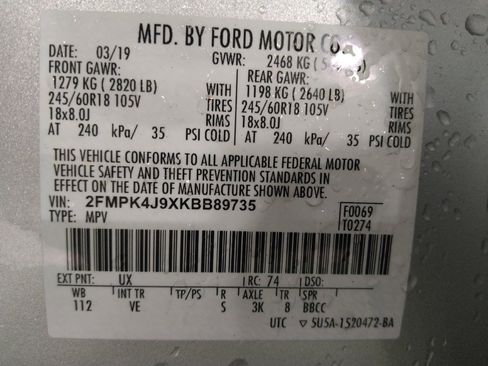 MFD. BY FORD MOTOR CO.
DATE: 03/19 GVWR: 2468 KG
FRONT GAWR: REAR GAWR:
1279 KG ( 2820 LB) WITH 1198 KG ( 2640 LB) WITH
245/60R18 105V TIRES 245/60R18 105V TIRES
18x8.0J RIMS 18x8.0J RIMS
AT 240 kPa/ 35 PSI COLD AT 240 kPa/ 35 PSI COLD
THIS VEHICLE CONFORMS TO ALL APPLICABLE FEDERAL MOTOR
VEHICLE SAFETY AND THEFT PREVENTION STANDARDS IN
EFFECT ON THE DATE OF MANUFACTURE SHOWN ABOVE.
VIN: 2FMPK4J9XKBB89735 F0069
TYPE: MPV T0274
EXT PNT: UX RC: 74 DSO:
WB INT TR TP/PS R AXLE TR SPR
112 VE S 3K 8 BBCC
UTC ▽ 5U5A-1520472-BA